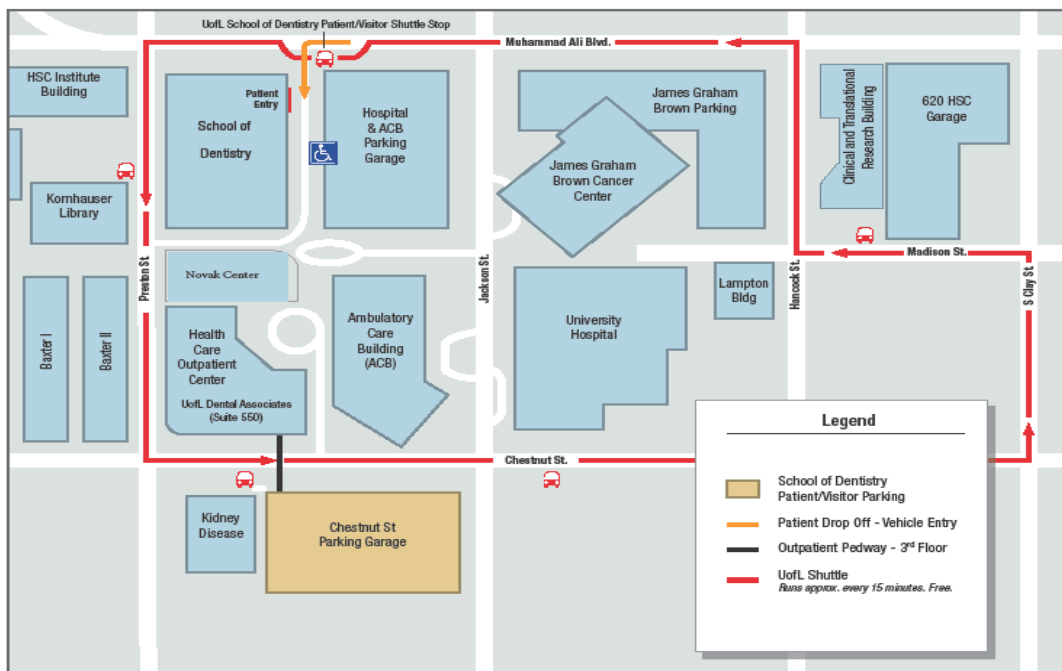 UofL School of Dentistry Patient/Visitor Shuttle Stop
Muhammad Ali Blvd.
HSC Institute
Building
Patient
Entry
School of
Dentistry
Hospital
& ACB
Parking
Garage
James Graham
Brown Parking
James Graham
Brown Cancer
Center
Clinical and Translational
Research Building
620 HSC
Garage
Kornhauser
Library
Preston St.
Novak Center
Jackson St.
Hancock St.
Madison St.
S Clay St.
Lampton
Bldg
Baxter I
Baxter II
Health
Care
Outpatient
Center
UofL Dental Associates
(Suite 550)
Ambulatory
Care
Building
(ACB)
University
Hospital
Chestnut St.
Kidney
Disease
Chestnut St
Parking Garage
Legend
School of Dentistry
Patient/Visitor Parking
Patient Drop Off - Vehicle Entry
Outpatient Pedway - 3rd Floor
UofL Shuttle
Runs approx. every 15 minutes. Free.